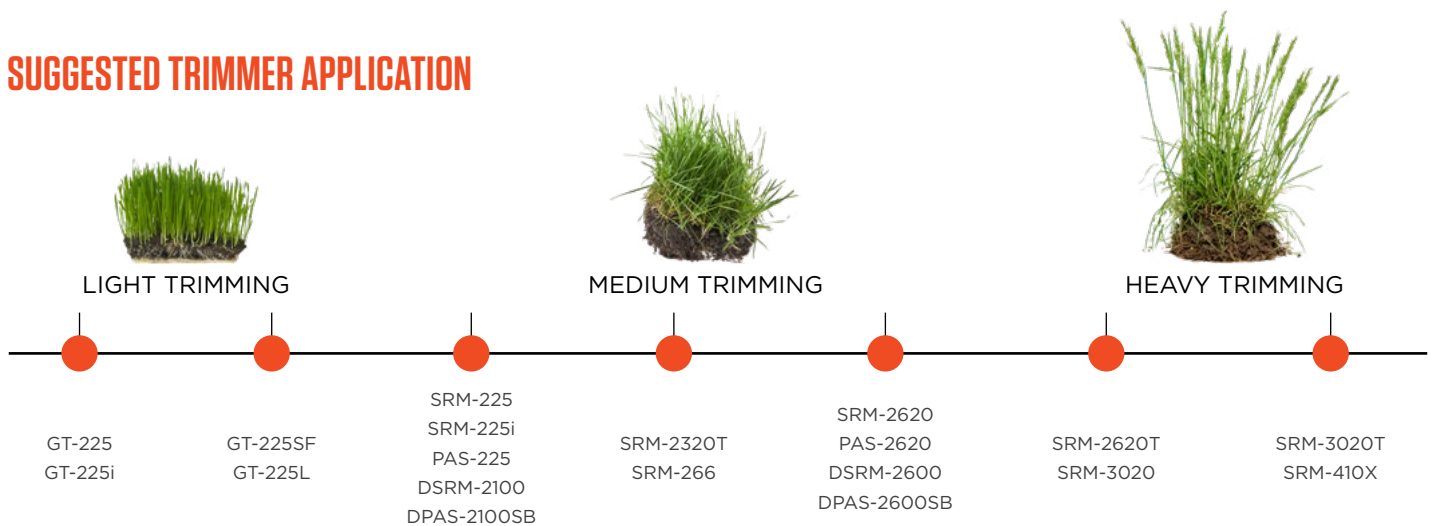 SUGGESTED TRIMMER APPLICATION
LIGHT TRIMMING
MEDIUM TRIMMING
HEAVY TRIMMING
GT-225
GT-225i
GT-225SF
GT-225L
SRM-225
SRM-225i
PAS-225
DSRM-2100
DPAS-2100SB
SRM-2320T
SRM-266
SRM-2620
PAS-2620
DSRM-2600
DPAS-2600SB
SRM-2620T
SRM-3020
SRM-3020T
SRM-410X